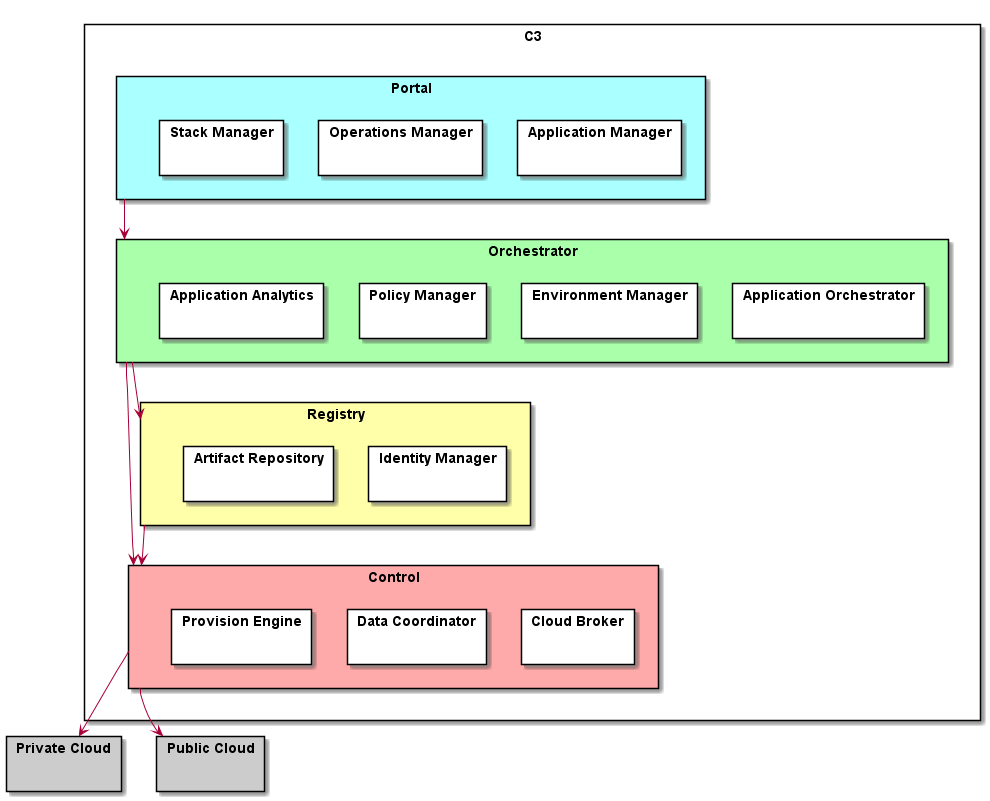 C3
Portal
Stack Manager
Operations Manager
Application Manager
Orchestrator
Application Analytics
Policy Manager
Environment Manager
Application Orchestrator
Registry
Artifact Repository
Identity Manager
Control
Provision Engine
Data Coordinator
Cloud Broker
Private Cloud
Public Cloud